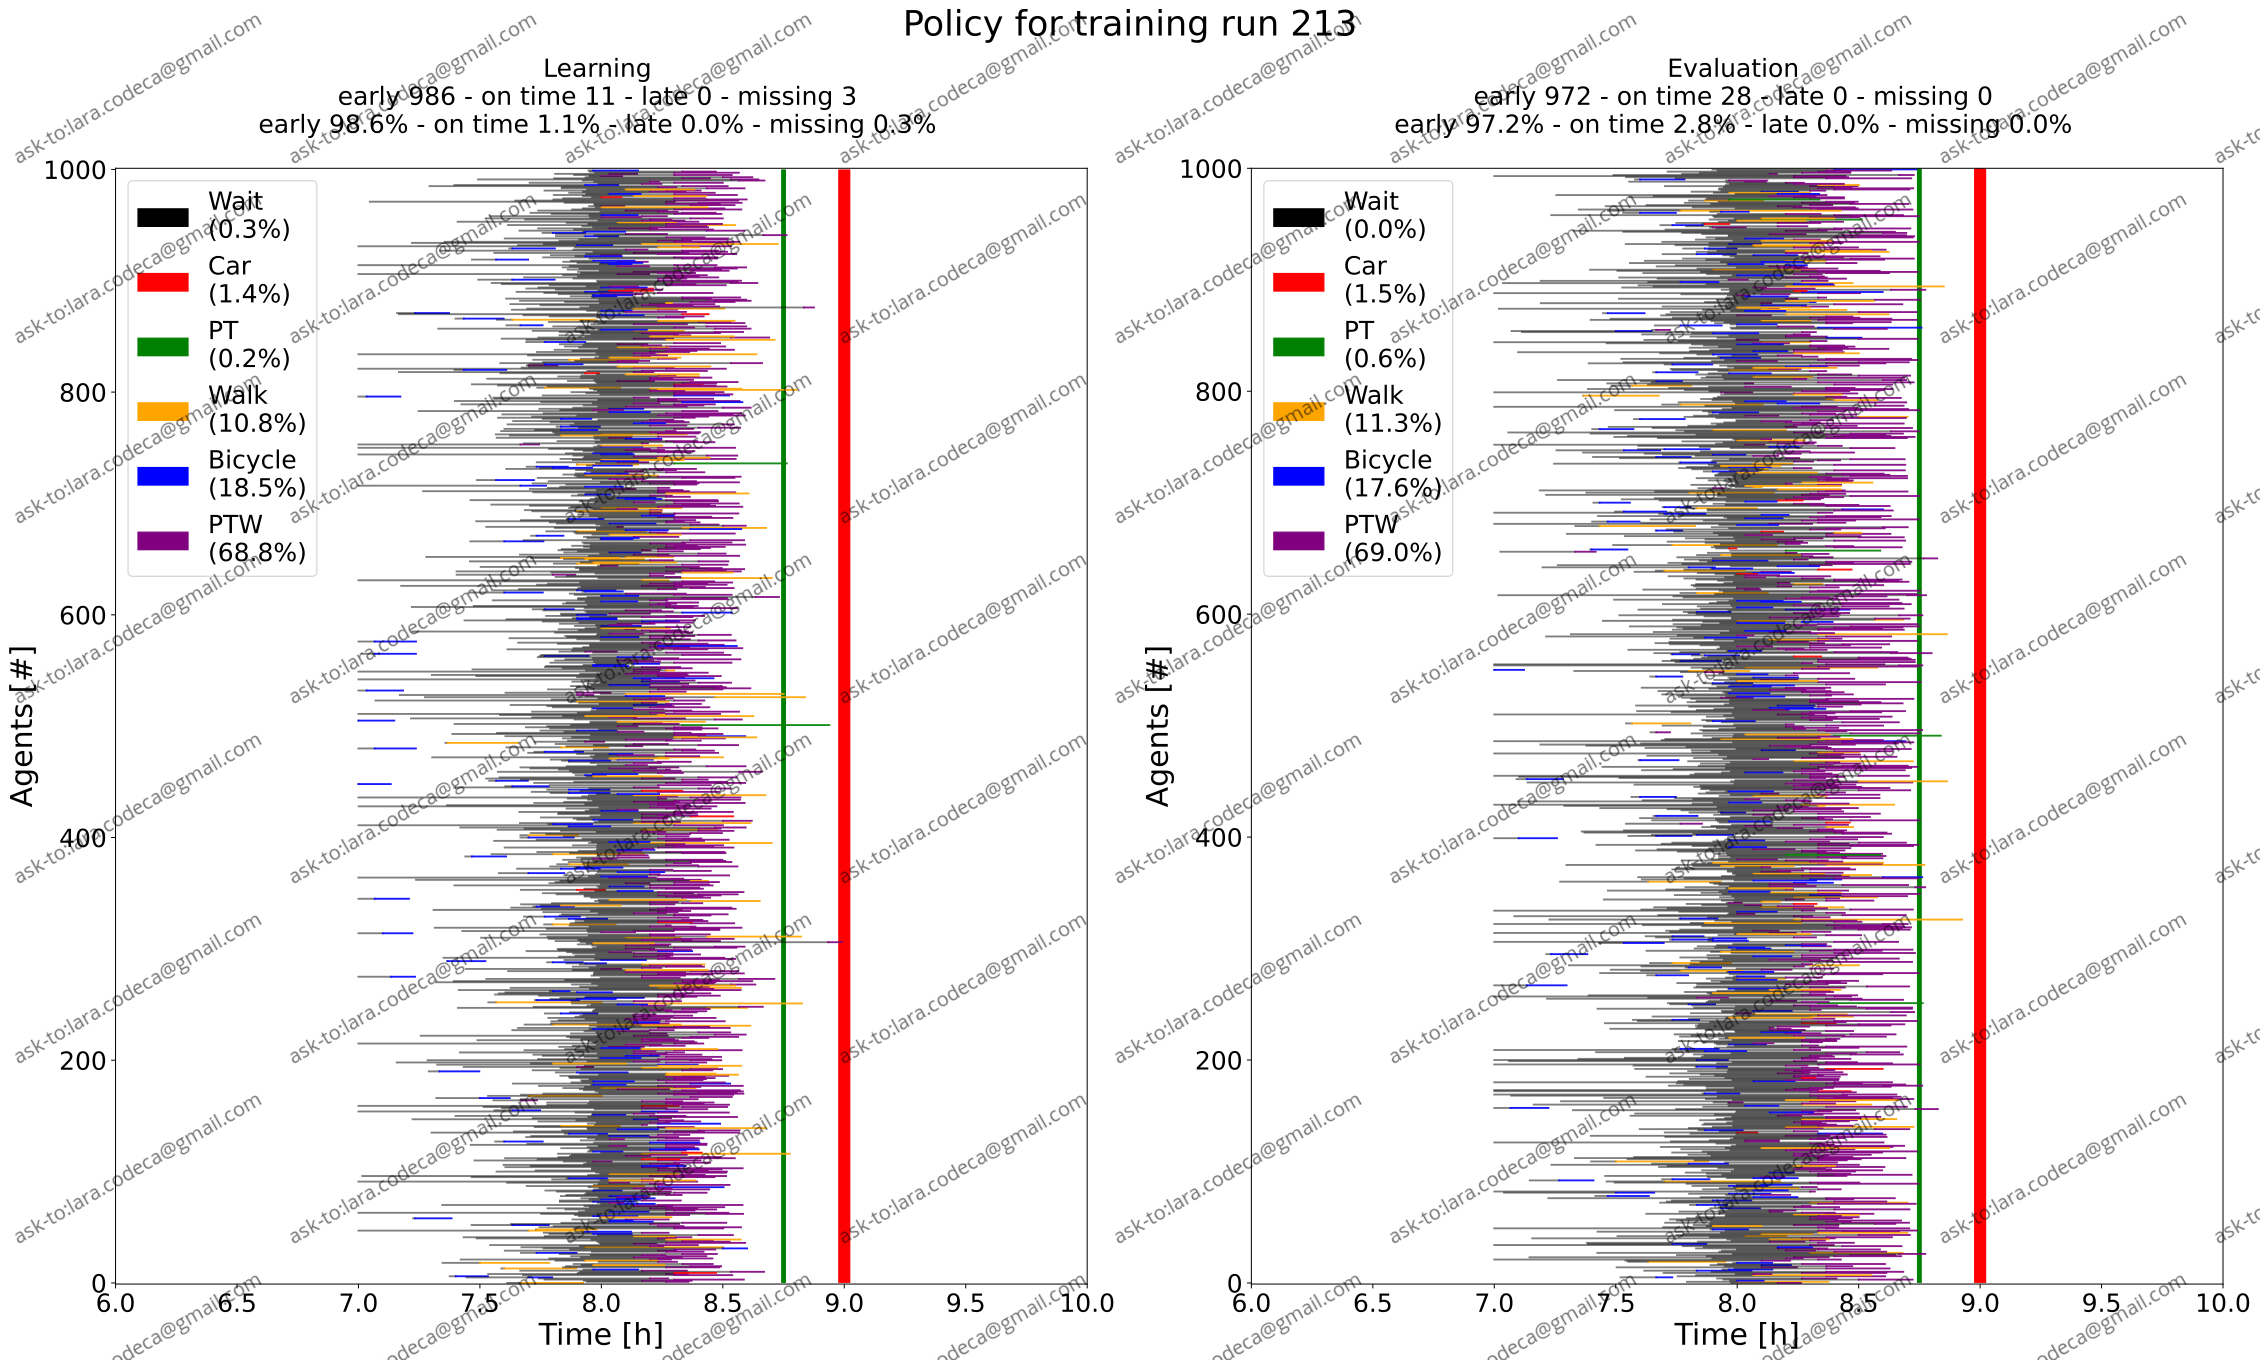 Policy for training run 213
Learning
early 986 - on time 11 - late 0 - missing 3
early 98.6% - on time 1.1% - late 0.0% - missing 0.3%
Agents [#]
1000
800
600
400
200
0
Wait
(0.3%)
Car
(1.4%)
PT
(0.2%)
Walk
(10.8%)
Bicycle
(18.5%)
PTW
(68.8%)
6.0 6.5 7.0 7.5 8.0 8.5 9.0 9.5 10.0
Time [h]
Evaluation
early 972 - on time 28 - late 0 - missing 0
early 97.2% - on time 2.8% - late 0.0% - missing 0.0%
Agents [#]
1000
800
600
400
200
0
Wait
(0.0%)
Car
(1.5%)
PT
(0.6%)
Walk
(11.3%)
Bicycle
(17.6%)
PTW
(69.0%)
6.0 6.5 7.0 7.5 8.0 8.5 9.0 9.5 10.0
Time [h]
ask-to:lara.codeca@gmail.com